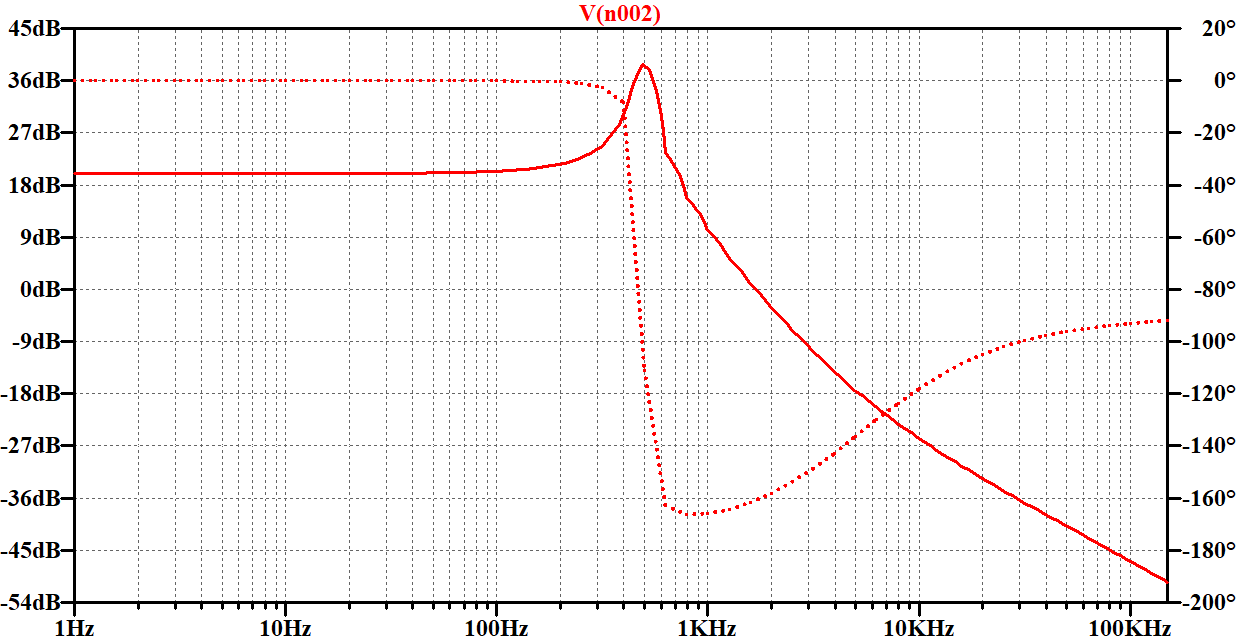 V(n002)
45dB 20°
36dB 0°
27dB -20°
18dB -40°
9dB -60°
0dB -80°
-9dB -100°
-18dB -120°
-27dB -140°
-36dB -160°
-45dB -180°
-54dB -200°
1Hz 10Hz 100Hz 1KHz 10KHz 100KHz